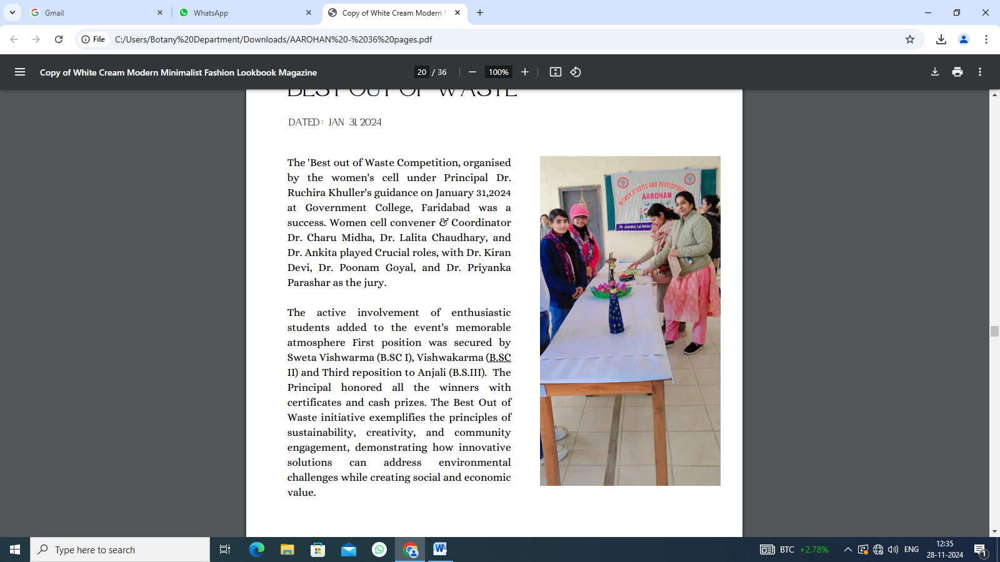 Gmail
WhatsApp
Copy of White Cream Modern
File
C:/Users/Botany%20Department/Downloads/AAROHAN%20-%2036%20pages.pdf
Copy of White Cream Modern Minimalist Fashion Lookbook Magazine
20 / 36
100%
BEST OUT OF WASTE
DATED: JAN 31, 2024
The 'Best out of Waste Competition, organised
by the women's cell under Principal Dr.
Ruchira Khuller's guidance on January 31,2024
at Government College, Faridabad was a
success. Women cell convener & Coordinator
Dr. Charu Midha, Dr. Lalita Chaudhary, and
Dr. Ankita played Crucial roles, with Dr. Kiran
Devi, Dr. Poonam Goyal, and Dr. Priyanka
Parashar as the jury.
The active involvement of enthusiastic
students added to the event's memorable
atmosphere First position was secured by
Sweta Vishwarma (B.SC I), Vishwakarma (B.SC
II) and Third reposition to Anjali (B.S.III). The
Principal honored all the winners with
certificates and cash prizes. The Best Out of
Waste initiative exemplifies the principles of
sustainability, creativity, and community
engagement, demonstrating how innovative
solutions can address environmental
challenges while creating social and economic
value.
WOMEN STUDIES AND DEVELOPMEN
AAROHAN
Pt. Jawahar Lal Nehru
Type here to search
BTC +2.78%
ENG
12:35
28-11-2024
1